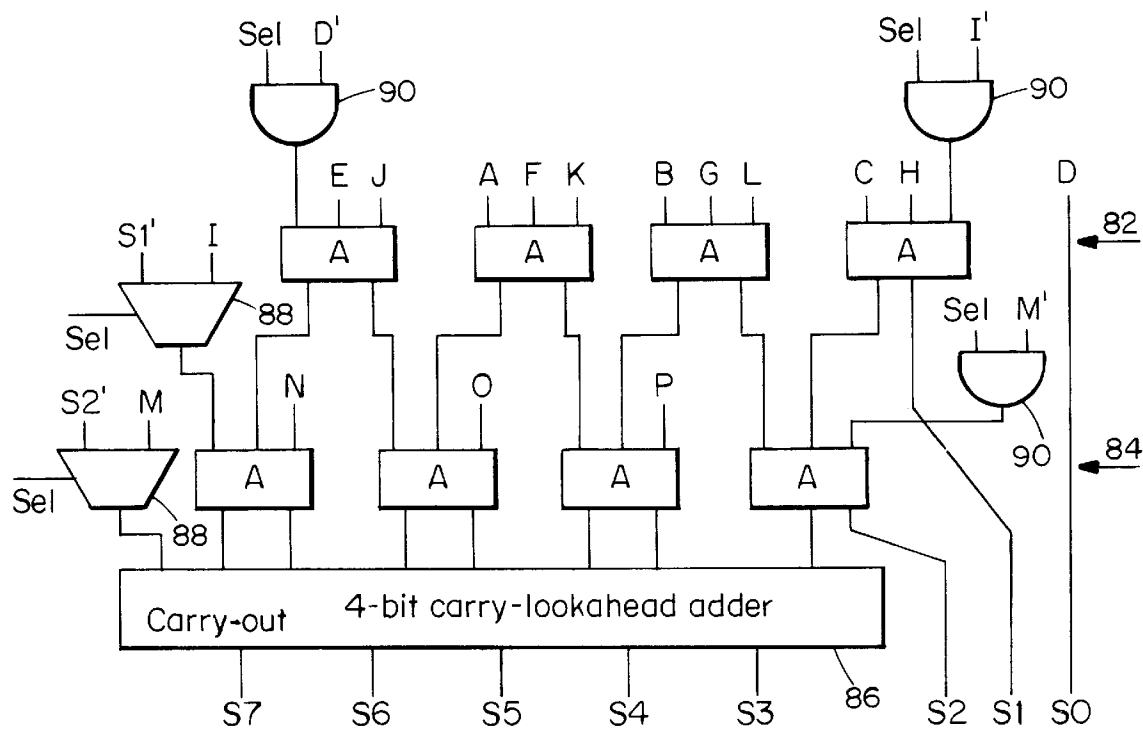 Sel D' Sel I'
90 90
E J A F K B G L C H D
S1' I A A A A 82
88
Sel Sel M'
S2' M N O P
90
Sel A A A A 84
88
4-bit carry-lookahead adder
Carry-out
86
S7 S6 S5 S4 S3 S2 S1 S0